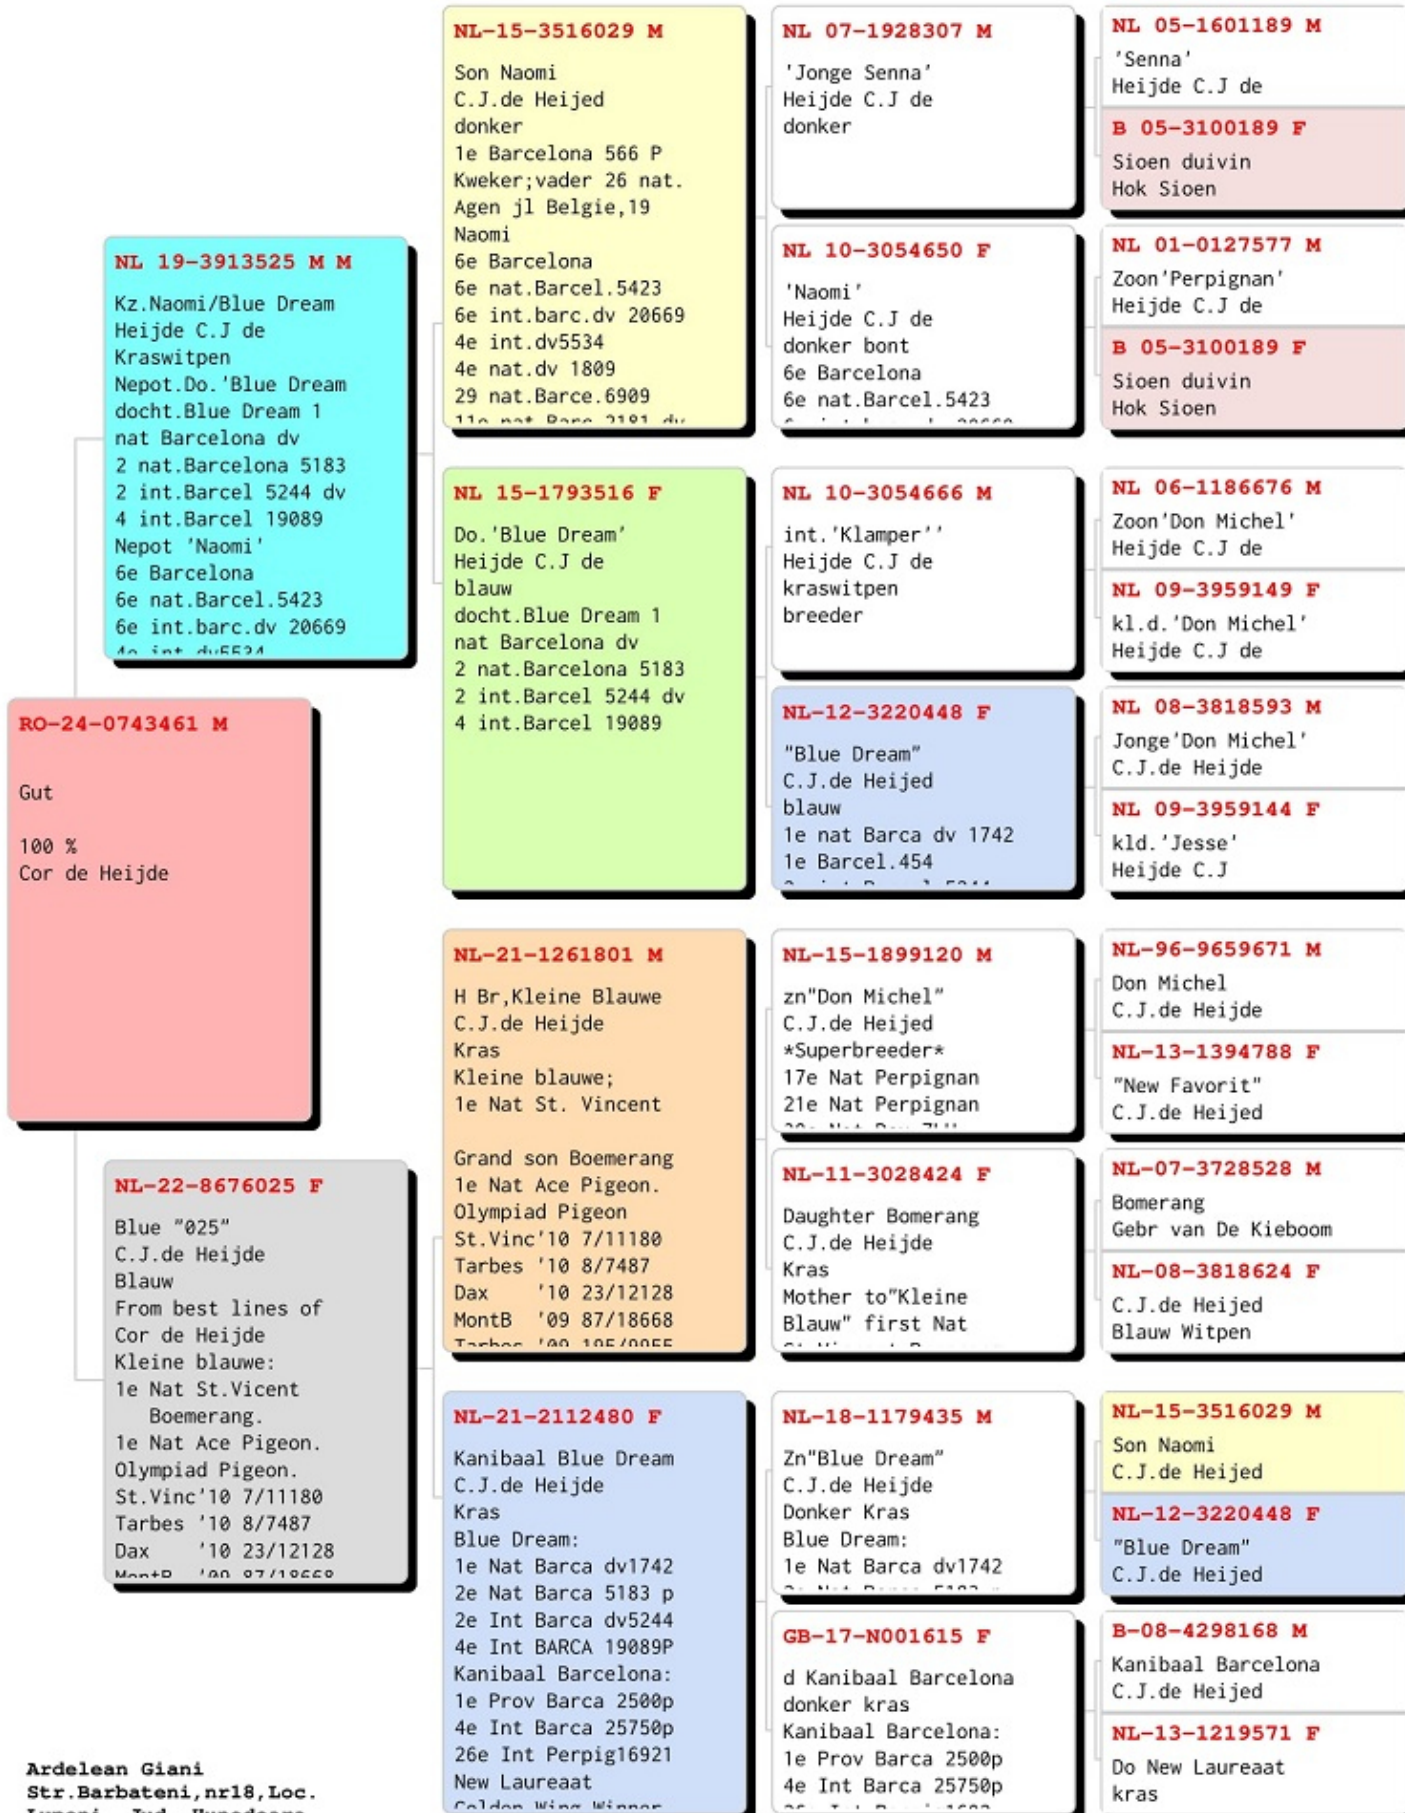 RO-24-0743461 M
Gut
100 %
Cor de Heijde
NL 19-3913525 M M
Kz.Naomi/Blue Dream
Heijde C.J de
Kraswitpen
Nepot.Do.'Blue Dream
docht.Blue Dream 1
nat Barcelona dv
2 nat.Barcelona 5183
2 int.Barcel 5244 dv
4 int.Barcel 19089
Nepot 'Naomi'
6e Barcelona
6e nat.Barcel.5423
6e int.barc.dv 20669
4e int.dv5534
NL-22-8676025 F
Blue "025"
C.J.de Heijde
Blauw
From best lines of
Cor de Heijde
Kleine blauwe:
1e Nat St.Vicent
Boemerang.
1e Nat Ace Pigeon.
Olympiad Pigeon.
St.Vinc'10 7/11180
Tarbes '10 8/7487
Dax '10 23/12128
MontB '09 87/18668
NL-15-3516029 M
Son Naomi
C.J.de Heijed
donker
1e Barcelona 566 P
Kweker;vader 26 nat.
Agen jl Belgie,19
Naomi
6e Barcelona
6e nat.Barcel.5423
6e int.barc.dv 20669
4e int.dv5534
4e nat.dv 1809
29 nat.Barce.6909
11e nat Barc 2181 dv
NL 15-1793516 F
Do.'Blue Dream'
Heijde C.J de
blauw
docht.Blue Dream 1
nat Barcelona dv
2 nat.Barcelona 5183
2 int.Barcel 5244 dv
4 int.Barcel 19089
NL-21-1261801 M
H Br,Kleine Blauwe
C.J.de Heijde
Kras
Kleine blauwe;
1e Nat St. Vincent
Grand son Boemerang
1e Nat Ace Pigeon.
Olympiad Pigeon
St.Vinc'10 7/11180
Tarbes '10 8/7487
Dax '10 23/12128
MontB '09 87/18668
Tarbes '09 195/9955
NL-21-2112480 F
Kanibaal Blue Dream
C.J.de Heijde
Kras
Blue Dream:
1e Nat Barca dv1742
2e Nat Barca 5183 p
2e Int Barca dv5244
4e Int BARCA 19089P
Kanibaal Barcelona:
1e Prov Barca 2500p
4e Int Barca 25750p
26e Int Perpig16921
New Laureaat
Golden Wing Winner
NL 07-1928307 M
'Jonge Senna'
Heijde C.J de
donker
NL 10-3054650 F
'Naomi'
Heijde C.J de
donker bont
6e Barcelona
6e nat.Barcel.5423
NL 10-3054666 M
int.'Klamper''
Heijde C.J de
kraswitpen
breeder
NL-12-3220448 F
"Blue Dream"
C.J.de Heijed
blauw
1e nat Barca dv 1742
1e Barcel.454
NL-15-1899120 M
zn"Don Michel"
C.J.de Heijed
*Superbreeder*
17e Nat Perpignan
21e Nat Perpignan
NL-11-3028424 F
Daughter Bomerang
C.J.de Heijde
Kras
Mother to"Kleine
Blauw" first Nat
NL-18-1179435 M
Zn"Blue Dream"
C.J.de Heijde
Donker Kras
Blue Dream:
1e Nat Barca dv1742
GB-17-N001615 F
d Kanibaal Barcelona
donker kras
Kanibaal Barcelona:
1e Prov Barca 2500p
4e Int Barca 25750p
NL 05-1601189 M
'Senna'
Heijde C.J de
B 05-3100189 F
Sioen duivin
Hok Sioen
NL 01-0127577 M
Zoon'Perpignan'
Heijde C.J de
B 05-3100189 F
Sioen duivin
Hok Sioen
NL 06-1186676 M
Zoon'Don Michel'
Heijde C.J de
NL 09-3959149 F
kl.d.'Don Michel'
Heijde C.J de
NL 08-3818593 M
Jonge'Don Michel'
C.J.de Heijde
NL 09-3959144 F
kld.'Jesse'
Heijde C.J
NL-96-9659671 M
Don Michel
C.J.de Heijde
NL-13-1394788 F
"New Favorit"
C.J.de Heijed
NL-07-3728528 M
Bomerang
Gebr van De Kieboom
NL-08-3818624 F
C.J.de Heijed
Blauw Witpen
NL-15-3516029 M
Son Naomi
C.J.de Heijed
NL-12-3220448 F
"Blue Dream"
C.J.de Heijed
B-08-4298168 M
Kanibaal Barcelona
C.J.de Heijed
NL-13-1219571 F
Do New Laureaat
kras
Ardelean Giani
Str.Barbateni,nr18,Loc.